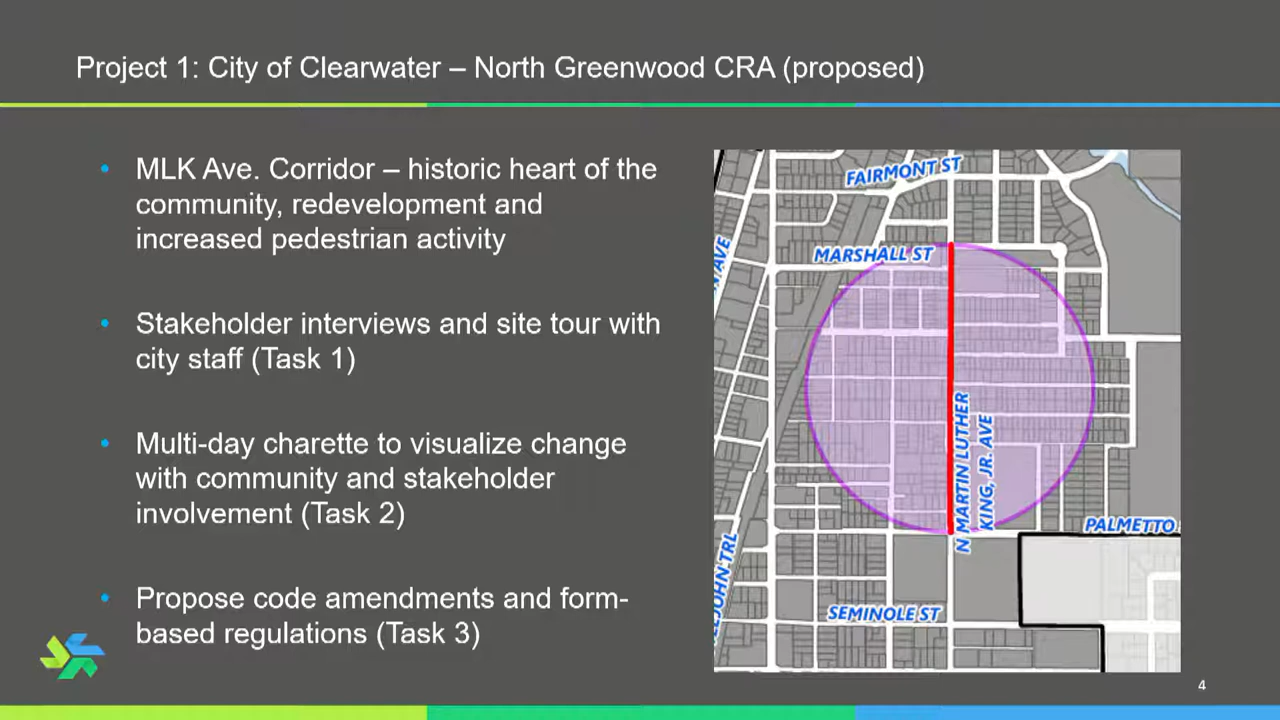 Project 1: City of Clearwater – North Greenwood CRA (proposed)
• MLK Ave. Corridor – historic heart of the
community, redevelopment and
increased pedestrian activity
• Stakeholder interviews and site tour with
city staff (Task 1)
• Multi-day charette to visualize change
with community and stakeholder
involvement (Task 2)
• Propose code amendments and form-
based regulations (Task 3)
FAIRMONT ST
MARSHALL ST
AVE
N MARTIN LUTHER
KING, JR. AVE
PALMETTO
JOHN TRL
SEMINOLE ST
4